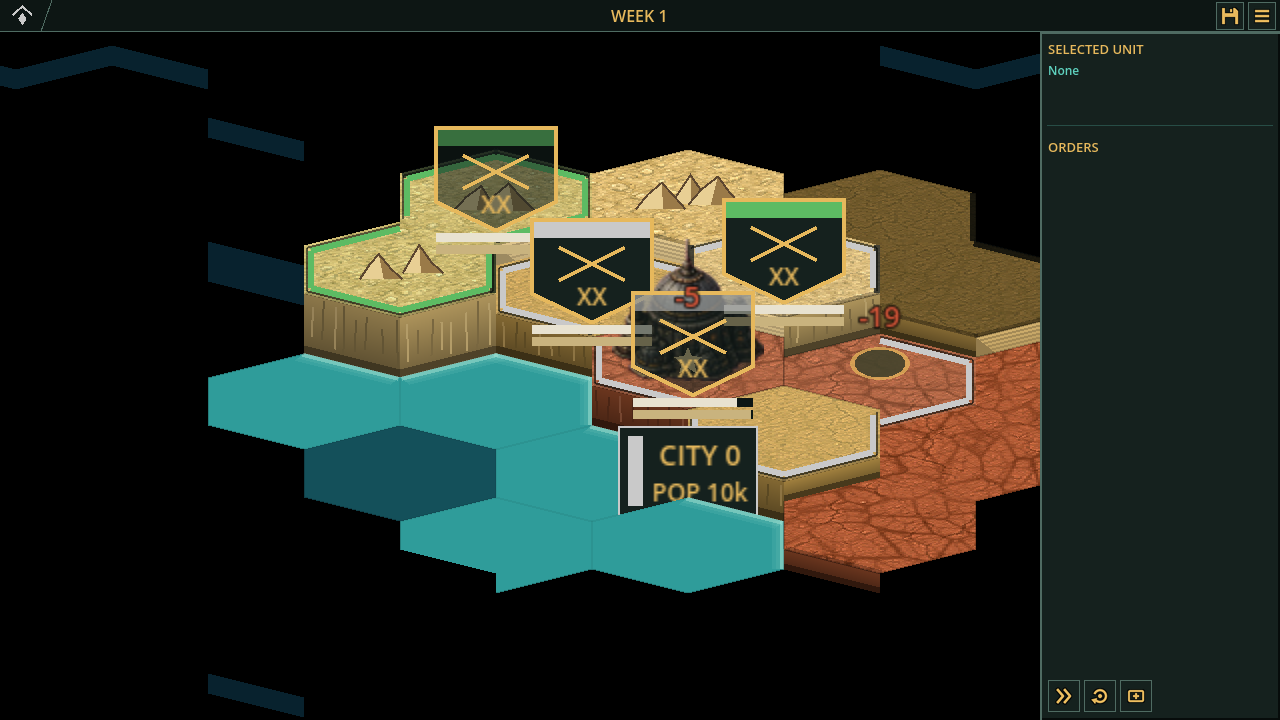 WEEK 1
SELECTED UNIT
None
ORDERS
XX
XX
XX
-5
-19
XX
CITY 0
POP 10k